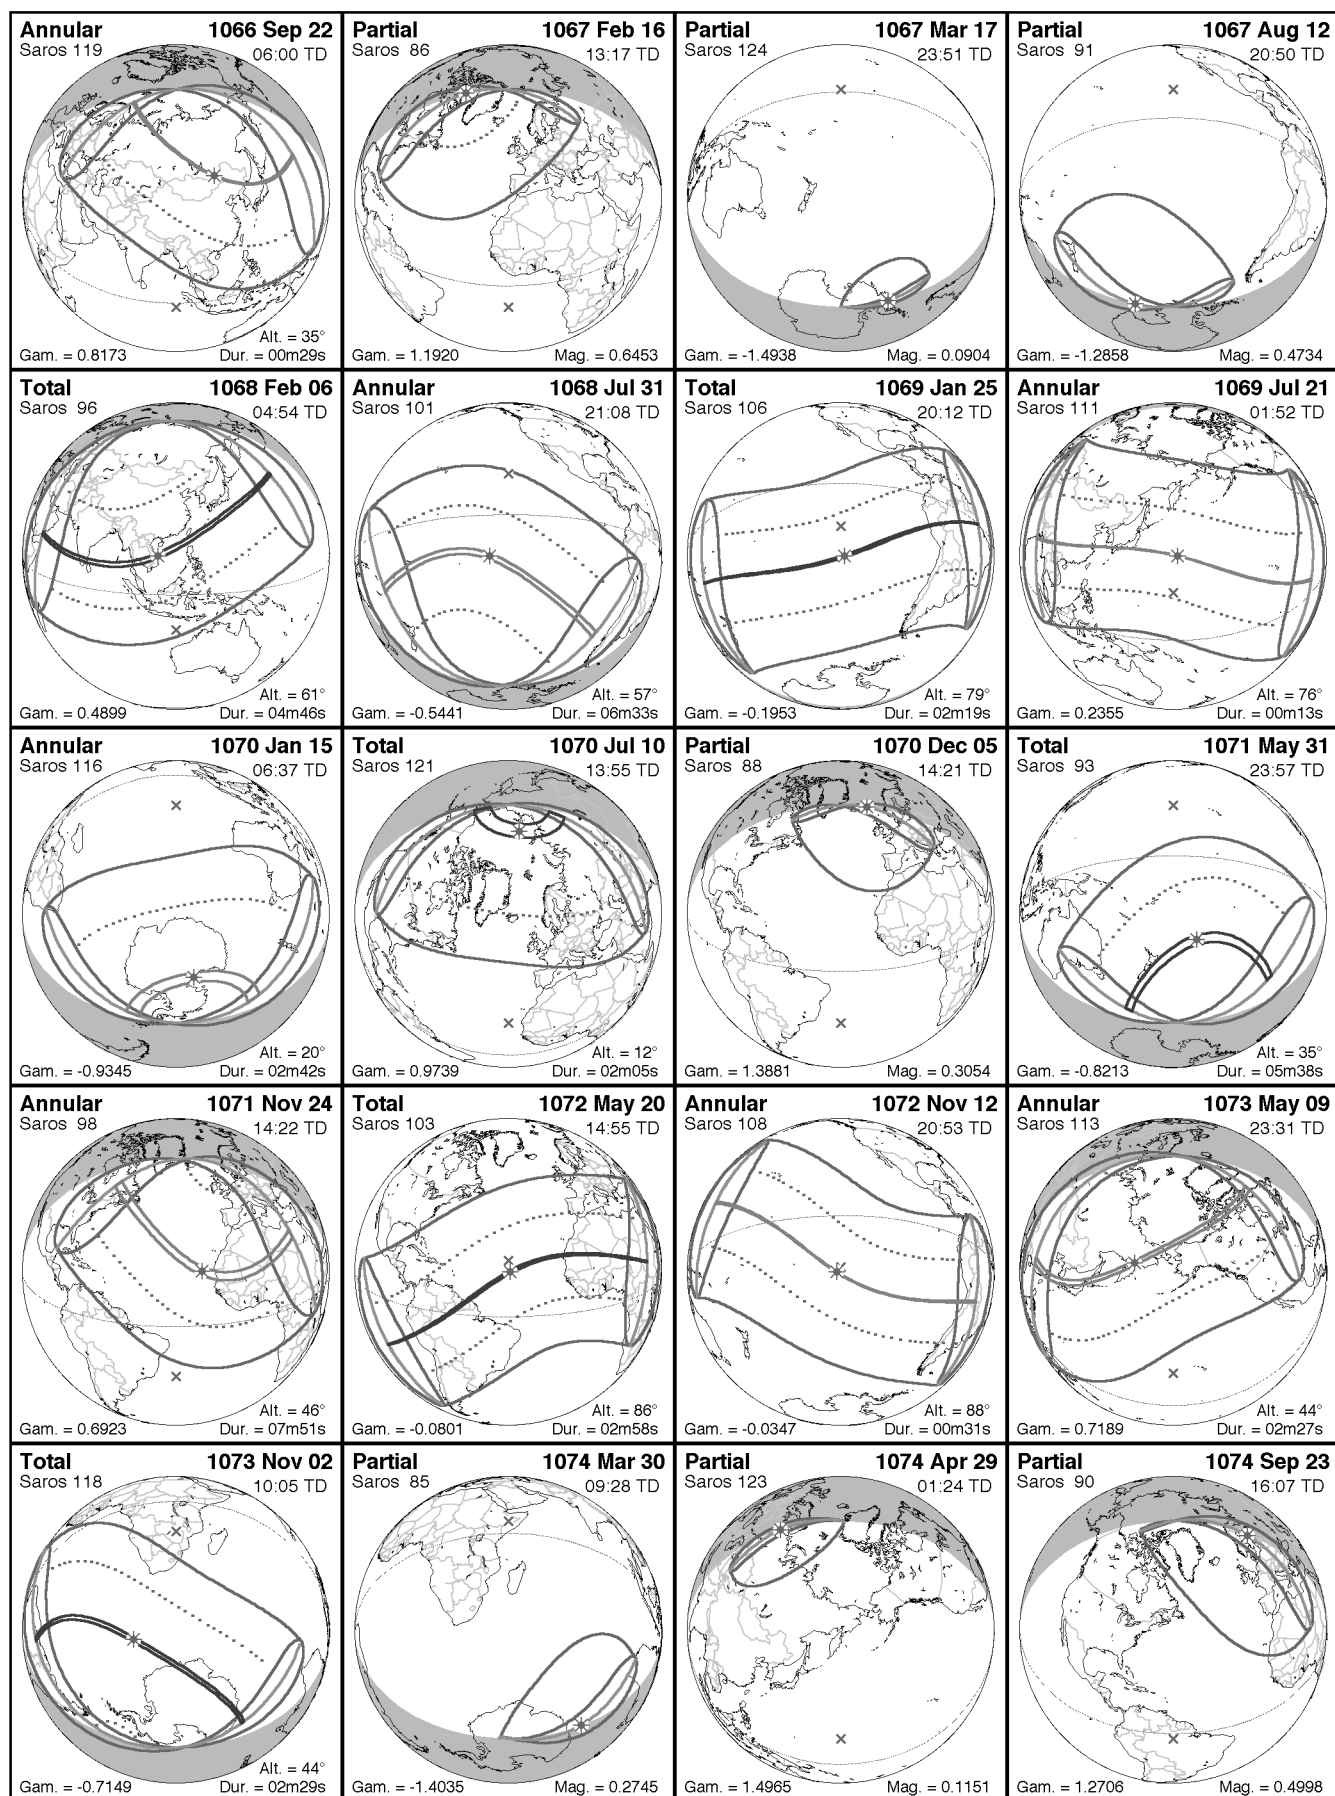 Annular 1066 Sep 22
Saros 119 06:00 TD
Alt. = 35°
Gam. = 0.8173 Dur. = 00m29s
Partial 1067 Feb 16
Saros 86 13:17 TD
Gam. = 1.1920 Mag. = 0.6453
Partial 1067 Mar 17
Saros 124 23:51 TD
Gam. = -1.4938 Mag. = 0.0904
Partial 1067 Aug 12
Saros 91 20:50 TD
Gam. = -1.2858 Mag. = 0.4734
Total 1068 Feb 06
Saros 96 04:54 TD
Alt. = 61°
Gam. = 0.4899 Dur. = 04m46s
Annular 1068 Jul 31
Saros 101 21:08 TD
Alt. = 57°
Gam. = -0.5441 Dur. = 06m33s
Total 1069 Jan 25
Saros 106 20:12 TD
Alt. = 79°
Gam. = -0.1953 Dur. = 02m19s
Annular 1069 Jul 21
Saros 111 01:52 TD
Alt. = 76°
Gam. = 0.2355 Dur. = 00m13s
Annular 1070 Jan 15
Saros 116 06:37 TD
Alt. = 20°
Gam. = -0.9345 Dur. = 02m42s
Total 1070 Jul 10
Saros 121 13:55 TD
Alt. = 12°
Gam. = 0.9739 Dur. = 02m05s
Partial 1070 Dec 05
Saros 88 14:21 TD
Gam. = 1.3881 Mag. = 0.3054
Total 1071 May 31
Saros 93 23:57 TD
Alt. = 35°
Gam. = -0.8213 Dur. = 05m38s
Annular 1071 Nov 24
Saros 98 14:22 TD
Alt. = 46°
Gam. = 0.6923 Dur. = 07m51s
Total 1072 May 20
Saros 103 14:55 TD
Alt. = 86°
Gam. = -0.0801 Dur. = 02m58s
Annular 1072 Nov 12
Saros 108 20:53 TD
Alt. = 88°
Gam. = -0.0347 Dur. = 00m31s
Annular 1073 May 09
Saros 113 23:31 TD
Alt. = 44°
Gam. = 0.7189 Dur. = 02m27s
Total 1073 Nov 02
Saros 118 10:05 TD
Alt. = 44°
Gam. = -0.7149 Dur. = 02m29s
Partial 1074 Mar 30
Saros 85 09:28 TD
Gam. = -1.4035 Mag. = 0.2745
Partial 1074 Apr 29
Saros 123 01:24 TD
Gam. = 1.4965 Mag. = 0.1151
Partial 1074 Sep 23
Saros 90 16:07 TD
Gam. = 1.2706 Mag. = 0.4998